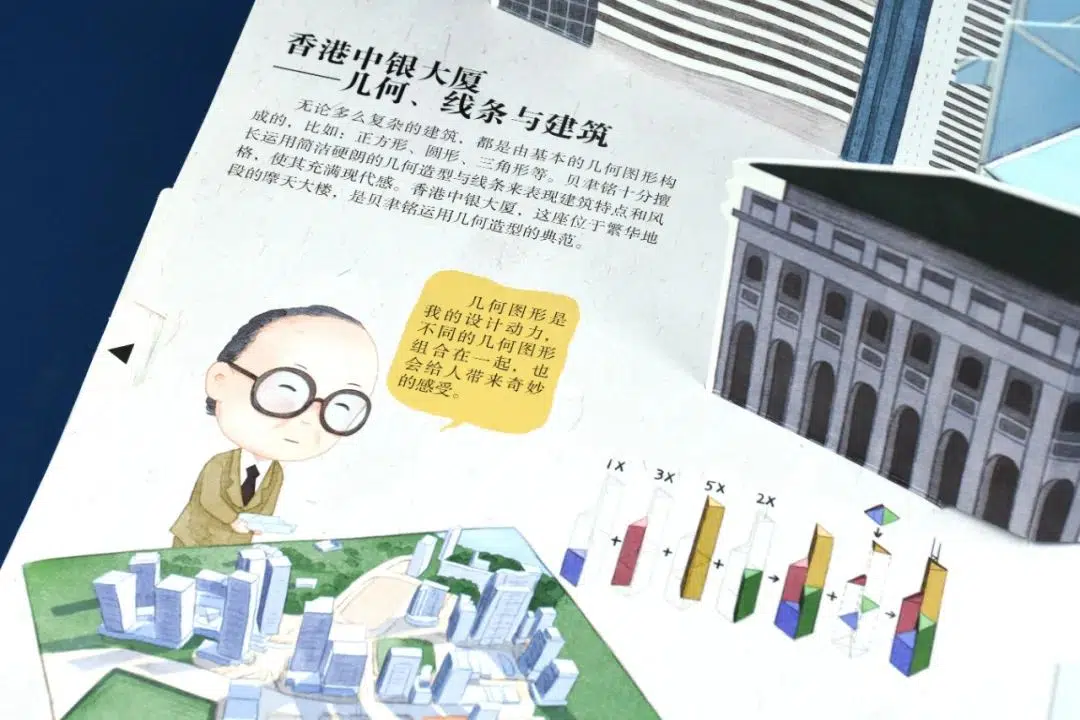 香港中银大厦
——几何、线条与建筑
无论多么复杂的建筑，都是由基本的几何图形构
成的，比如：正方形、圆形、三角形等。贝聿铭十分擅
长运用简洁硬朗的几何造型与线条来表现建筑特点和风
格，使其充满现代感。香港中银大厦，这座位于繁华地
段的摩天大楼，是贝聿铭运用几何造型的典范。
几何图形是
我的设计动力，
不同的几何图形
组合在一起，也
会给人带来奇妙
的感受。
1X
3X
5X
2X